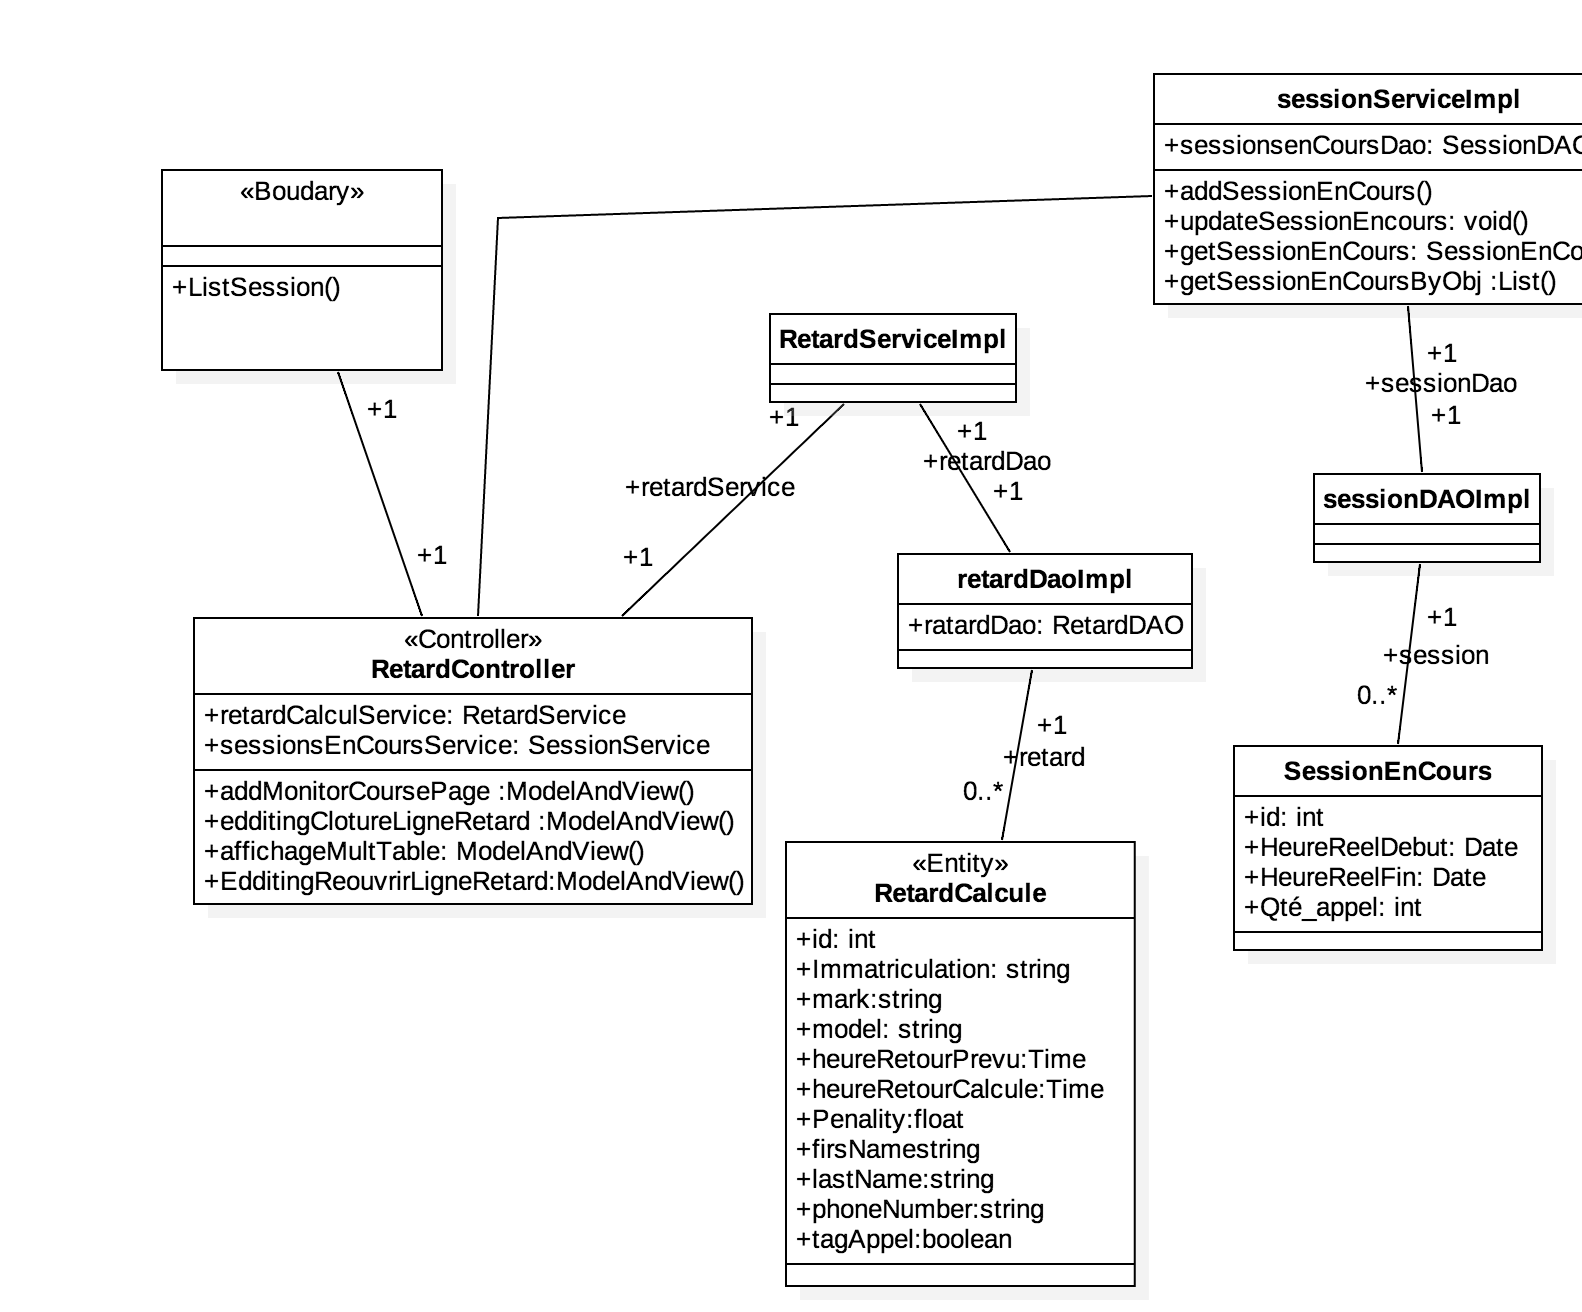 sessionServiceImpl
+sessionsenCoursDao: SessionDAO
+addSessionEnCours()
+updateSessionEncours: void()
+getSessionEnCours: SessionEnCo
+getSessionEnCoursByObj :List()
«Boudary»
+ListSession()
RetardServiceImpl
+1
+sessionDao
+1
+1
+1
+1
+retardService
+1
+1
+retardDao
+1
sessionDAOImpl
retardDaoImpl
+ratardDao: RetardDAO
+1
+session
0..*
«Controller»
RetardController
+retardCalculService: RetardService
+sessionsEnCoursService: SessionService
+addMonitorCoursePage :ModelAndView()
+edditingClotureLigneRetard :ModelAndView()
+affichageMultTable: ModelAndView()
+EdditingReouvrirLigneRetard:ModelAndView()
+1
+retard
0..*
SessionEnCours
+id: int
+HeureReelDebut: Date
+HeureReelFin: Date
+Qté_appel: int
«Entity»
RetardCalcule
+id: int
+Immatriculation: string
+mark:string
+model: string
+heureRetourPrevu:Time
+heureRetourCalcule:Time
+Penality:float
+firsNamestring
+lastName:string
+phoneNumber:string
+tagAppel:boolean